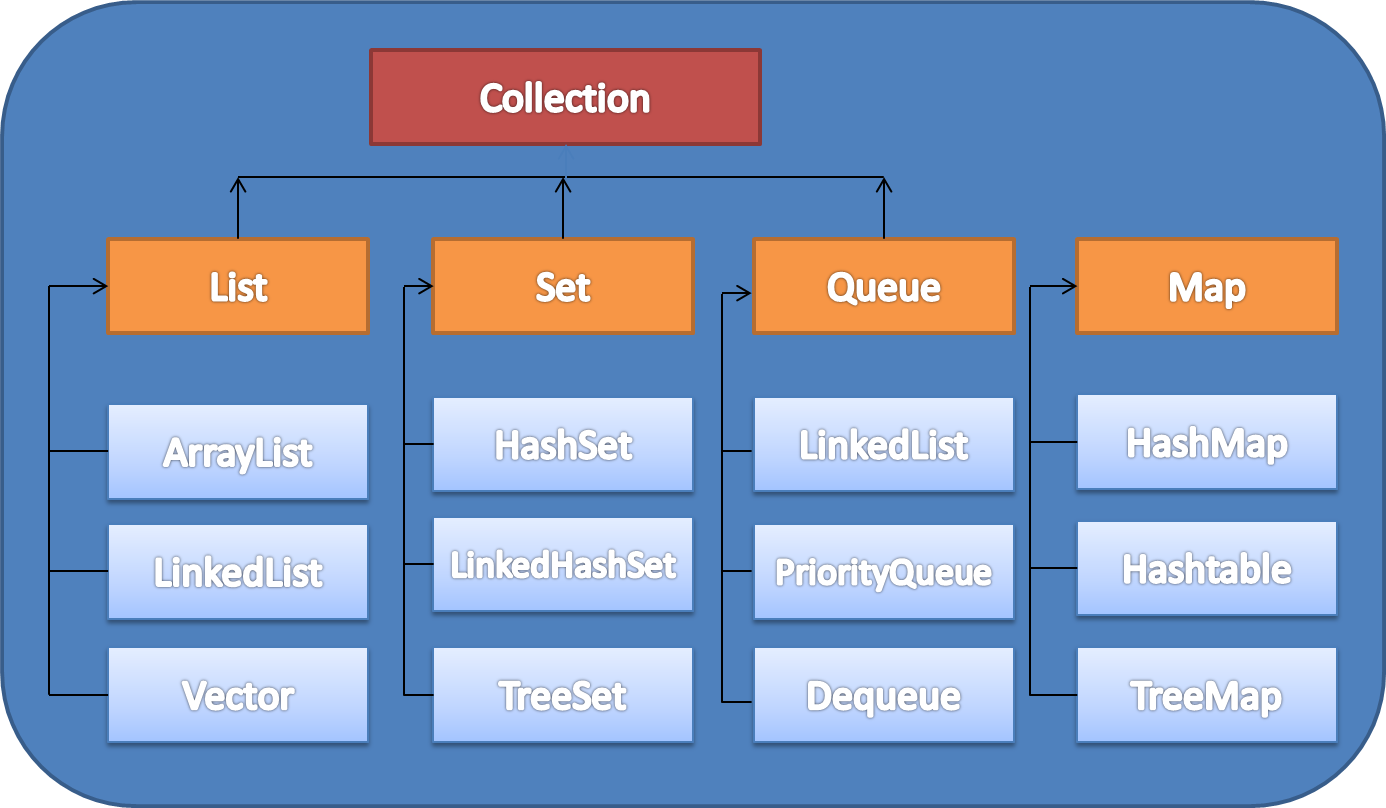 Collection
List
Set
Queue
Map
ArrayList
HashSet
LinkedList
HashMap
LinkedList
LinkedHashSet
PriorityQueue
Hashtable
Vector
TreeSet
Dequeue
TreeMap